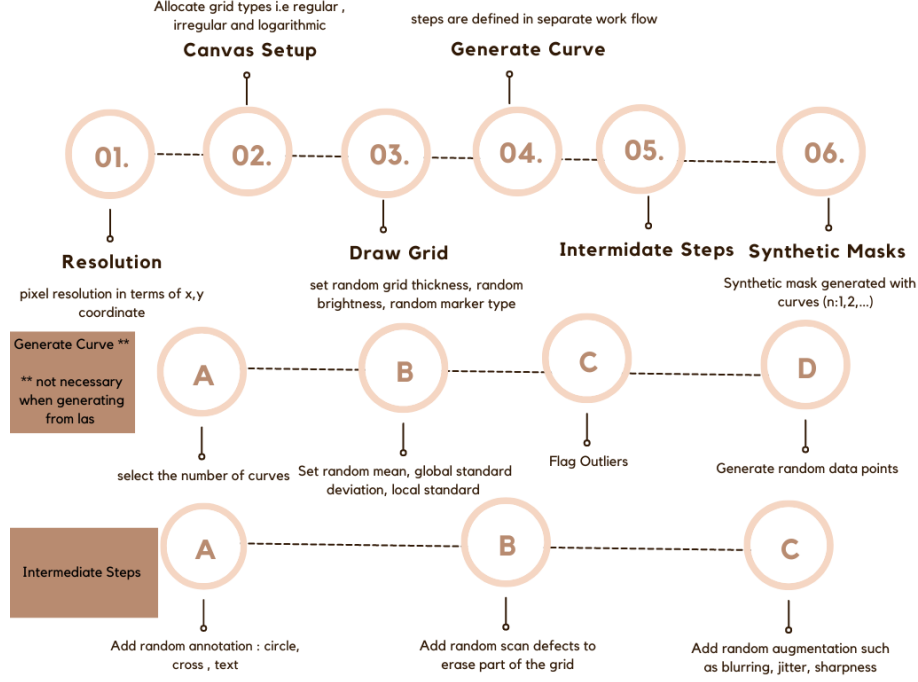 Allocate grid types i.e regular ,
irregular and logarithmic
Canvas Setup
steps are defined in separate work flow
Generate Curve
01.
02.
03.
04.
05.
06.
Resolution
pixel resolution in terms of x,y
coordinate
Draw Grid
set random grid thickness, random
brightness, random marker type
Intermidate Steps
Synthetic Masks
Synthetic mask generated with
curves (n:1,2,...)
Generate Curve **
** not necessary
when generating
from las
A
B
C
D
select the number of curves
Set random mean, global standard
deviation, local standard
Flag Outliers
Generate random data points
Intermediate Steps
A
B
C
Add random annotation : circle,
cross , text
Add random scan defects to
erase part of the grid
Add random augmentation such
as blurring, jitter, sharpness